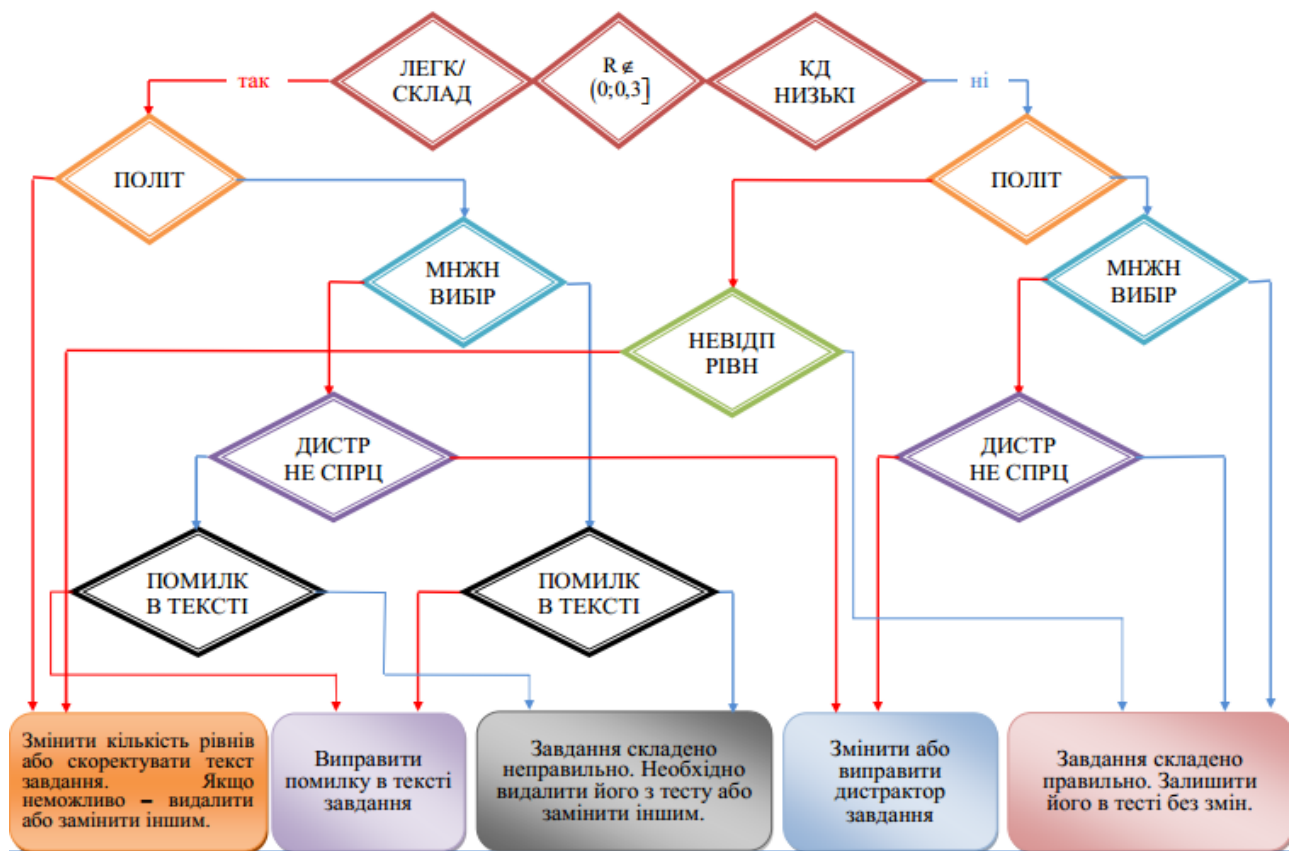 так
ЛЕГК/
СКЛАД
R ∉
(0;0,3]
КД
НИЗЬКІ
ні
ПОЛІТ
ПОЛІТ
МНЖН
ВИБІР
МНЖН
ВИБІР
НЕВІДП
РІВН
ДИСТР
НЕ СПРЦ
ДИСТР
НЕ СПРЦ
ПОМИЛК
В ТЕКСТІ
ПОМИЛК
В ТЕКСТІ
Змінити кількість рівнів
або скоректувати текст
завдання. Якщо
неможливо – видалити
або замінити іншим.
Виправити
помилку в тексті
завдання
Завдання складено
неправильно. Необхідно
видалити його з тесту або
замінити іншим.
Змінити або
виправити
дистрактор
завдання
Завдання складено
правильно. Залишити
його в тесті без змін.